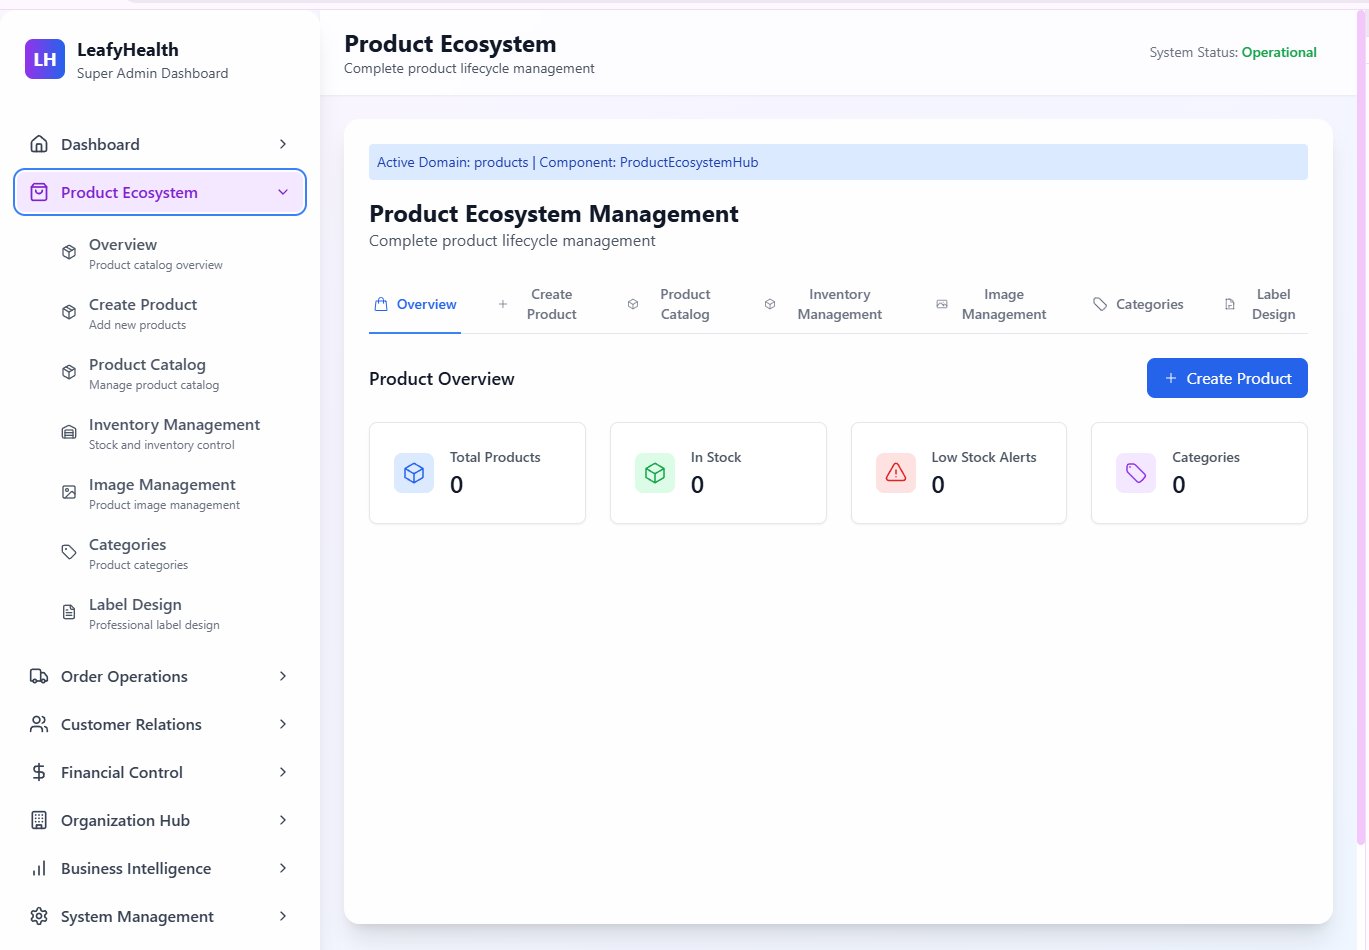 LH
LeafyHealth
Super Admin Dashboard
Dashboard
Product Ecosystem
Overview
Product catalog overview
Create Product
Add new products
Product Catalog
Manage product catalog
Inventory Management
Stock and inventory control
Image Management
Product image management
Categories
Product categories
Label Design
Professional label design
Order Operations
Customer Relations
Financial Control
Organization Hub
Business Intelligence
System Management
Product Ecosystem
Complete product lifecycle management
System Status: Operational
Active Domain: products | Component: ProductEcosystemHub
Product Ecosystem Management
Complete product lifecycle management
Overview
Create
Product
Product
Catalog
Inventory
Management
Image
Management
Categories
Label
Design
Product Overview
Create Product
Total Products
0
In Stock
0
Low Stock Alerts
0
Categories
0